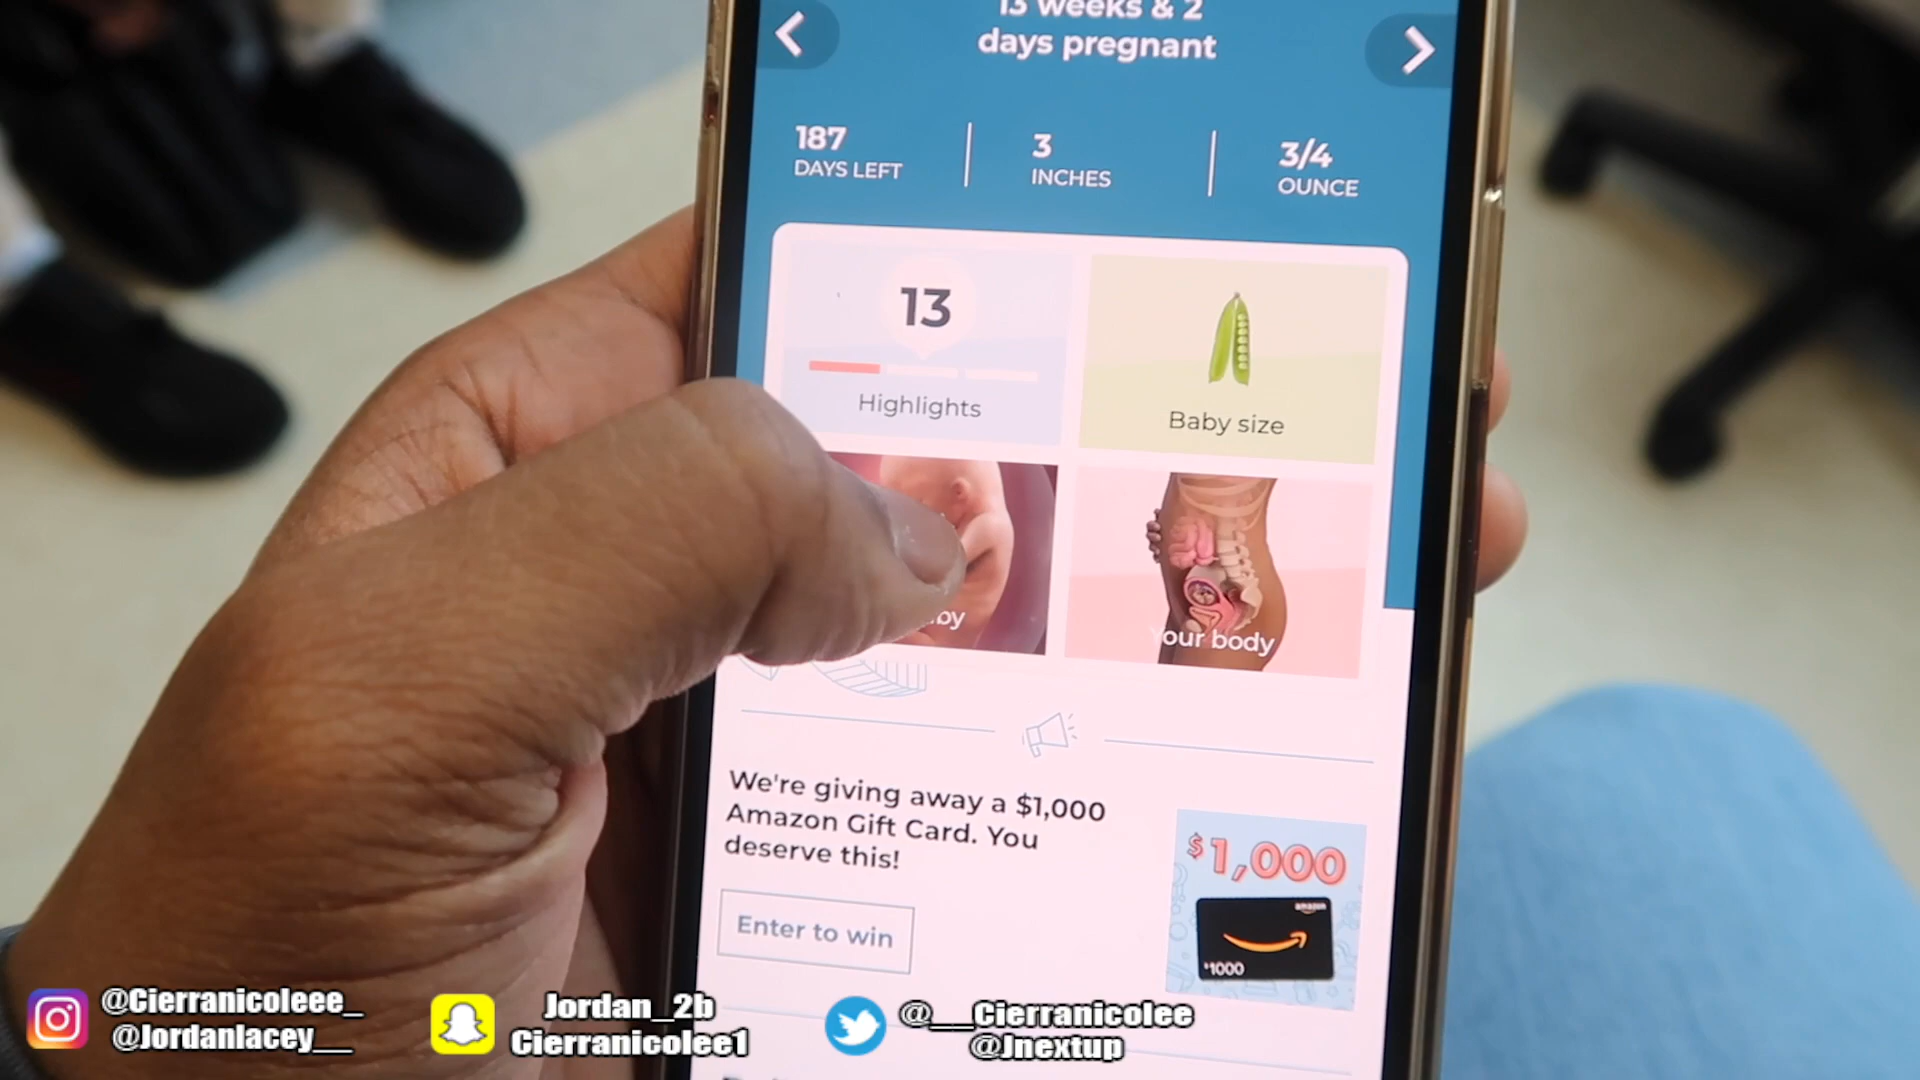 13 weeks & 2
days pregnant
187
DAYS LEFT
3
INCHES
3/4
OUNCE
13
Highlights
Baby size
by
Your body
We're giving away a $1,000
Amazon Gift Card. You
deserve this!
Enter to win
$1,000
amazon
$1000
@Cierranicoleee_
@Jordanlacey__
Jordan_2b
Cierranicolee1
@__Cierranicolee
@Jnextup